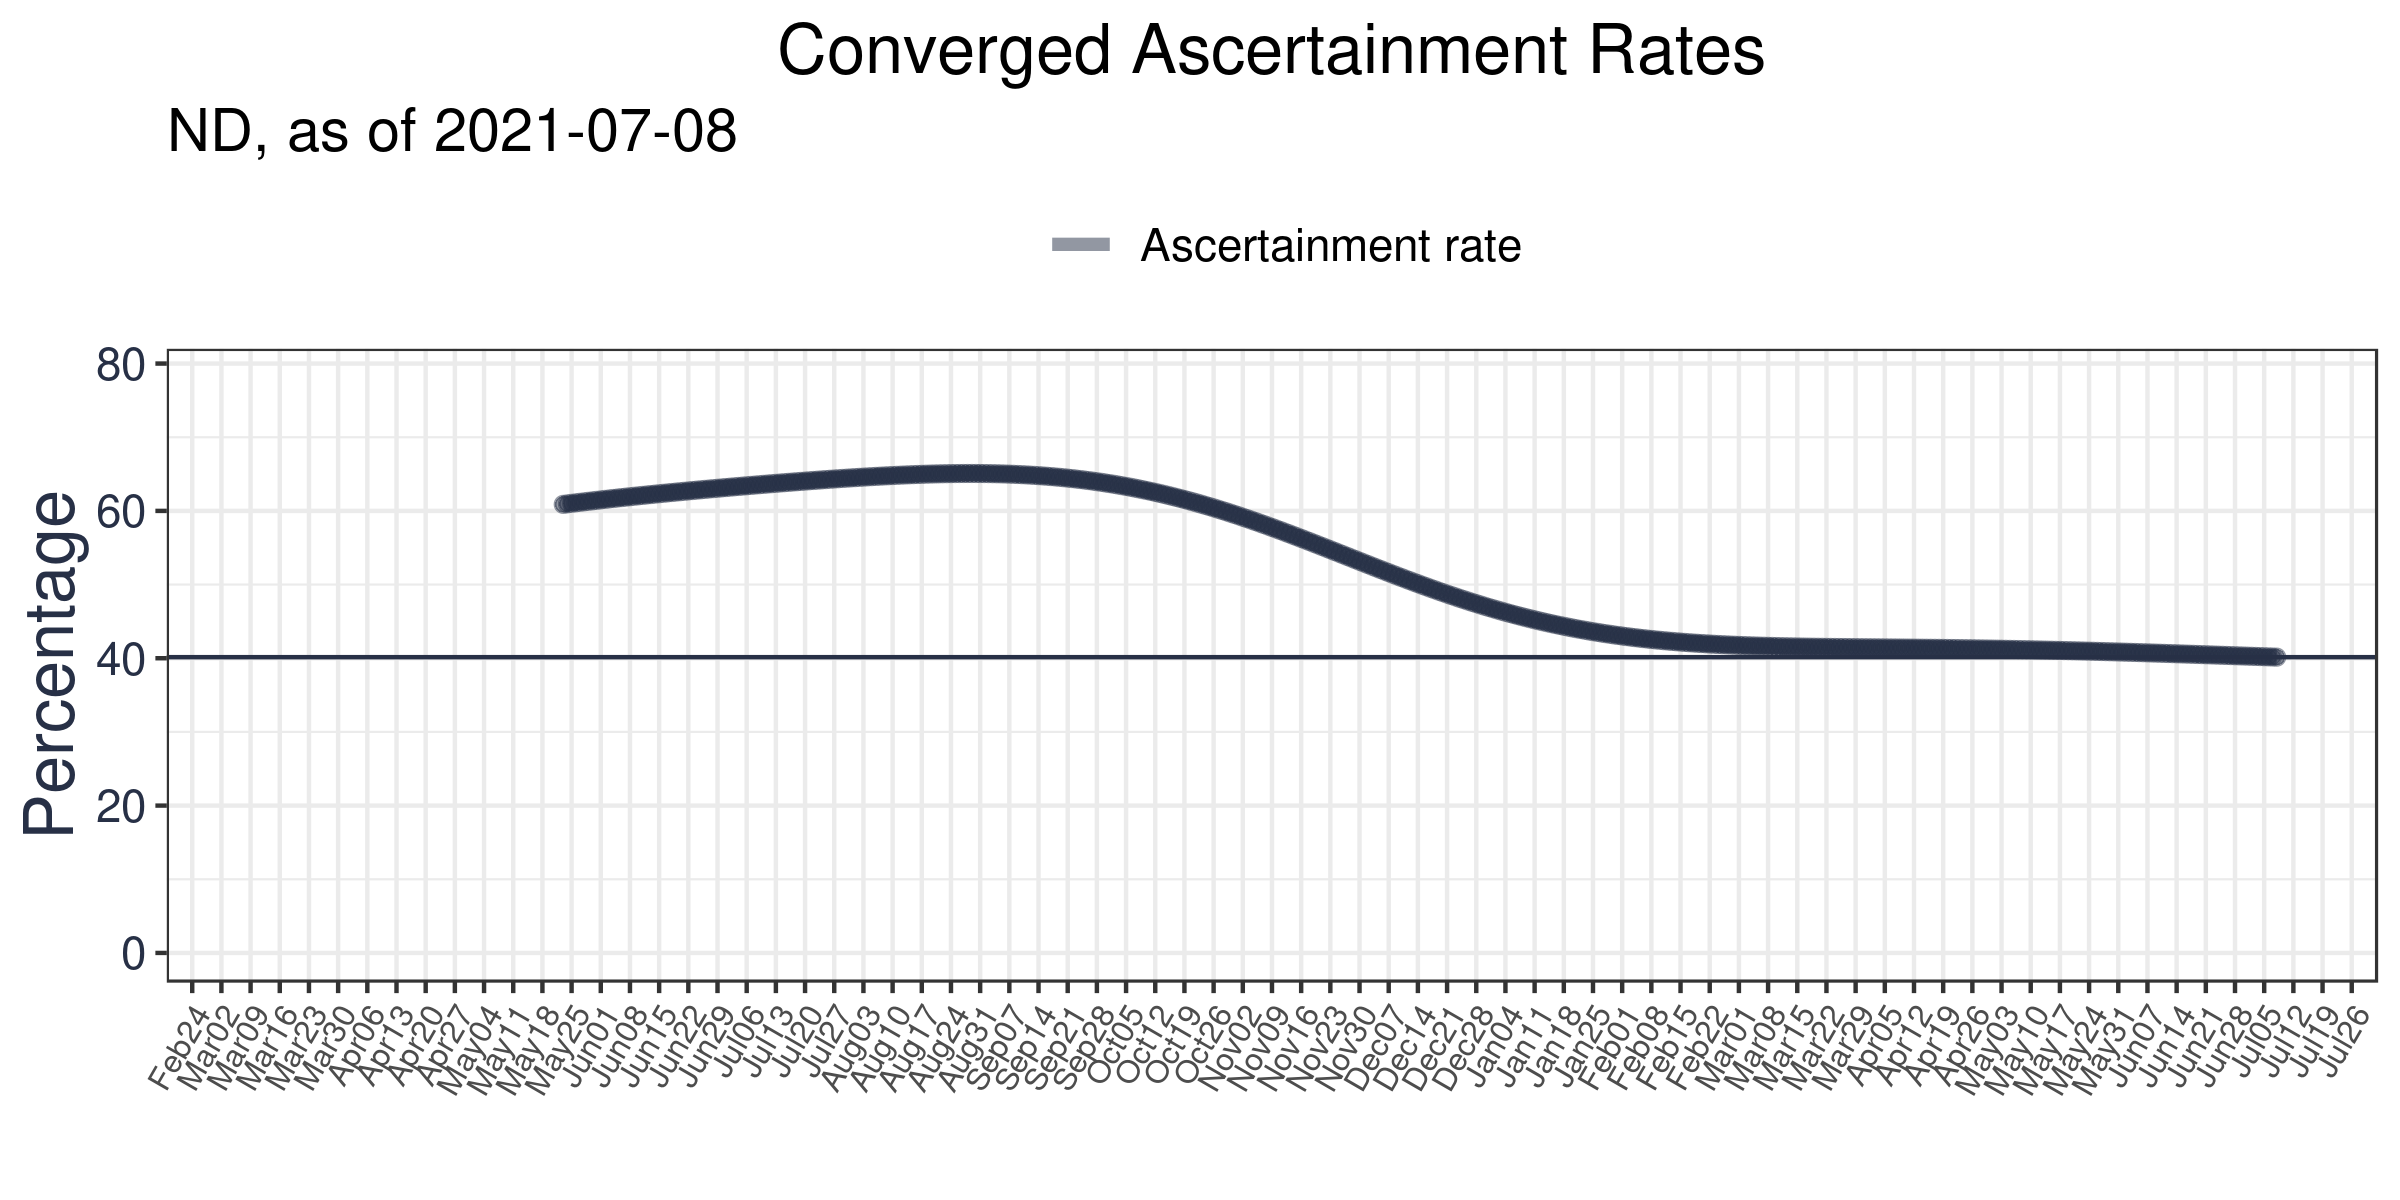 Converged Ascertainment Rates
ND, as of 2021-07-08
Ascertainment rate
Percentage
80
60
40
20
0
Feb24 Mar02 Mar09 Mar16 Mar23 Mar30 Apr06 Apr13 Apr20 Apr27 May04 May11 May18 May25 Jun01 Jun08 Jun15 Jun22 Jun29 Jul06 Jul13 Jul20 Jul27 Aug03 Aug10 Aug17 Aug24 Aug31 Sep07 Sep14 Sep21 Sep28 Oct05 Oct12 Oct19 Oct26 Nov02 Nov09 Nov16 Nov23 Nov30 Dec07 Dec14 Dec21 Dec28 Jan04 Jan11 Jan18 Jan25 Feb01 Feb08 Feb15 Feb22 Mar01 Mar08 Mar15 Mar22 Mar29 Apr05 Apr12 Apr19 Apr26 May03 May10 May17 May24 May31 Jun07 Jun14 Jun21 Jun28 Jul05 Jul12 Jul19 Jul26